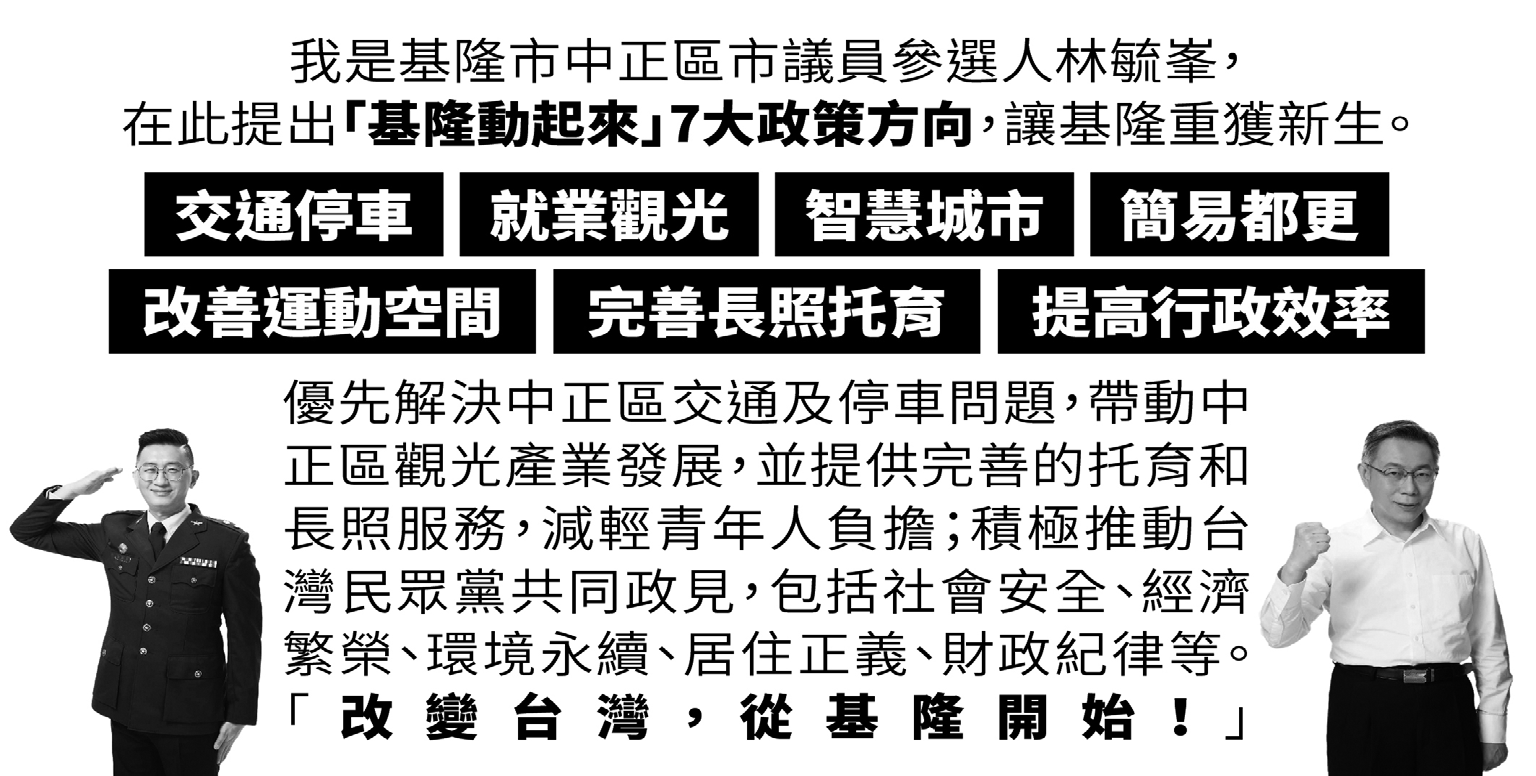 我是基隆市中正區市議員參選人林毓峯，
在此提出「基隆動起來」7大政策方向，讓基隆重獲新生。
交通停車 就業觀光 智慧城市 簡易都更
改善運動空間 完善長照托育 提高行政效率
優先解決中正區交通及停車問題，帶動中
正區觀光產業發展，並提供完善的托育和
長照服務，減輕青年人負擔；積極推動台
灣民眾黨共同政見，包括社會安全、經濟
繁榮、環境永續、居住正義、財政紀律等。
「改變台灣，從基隆開始！」